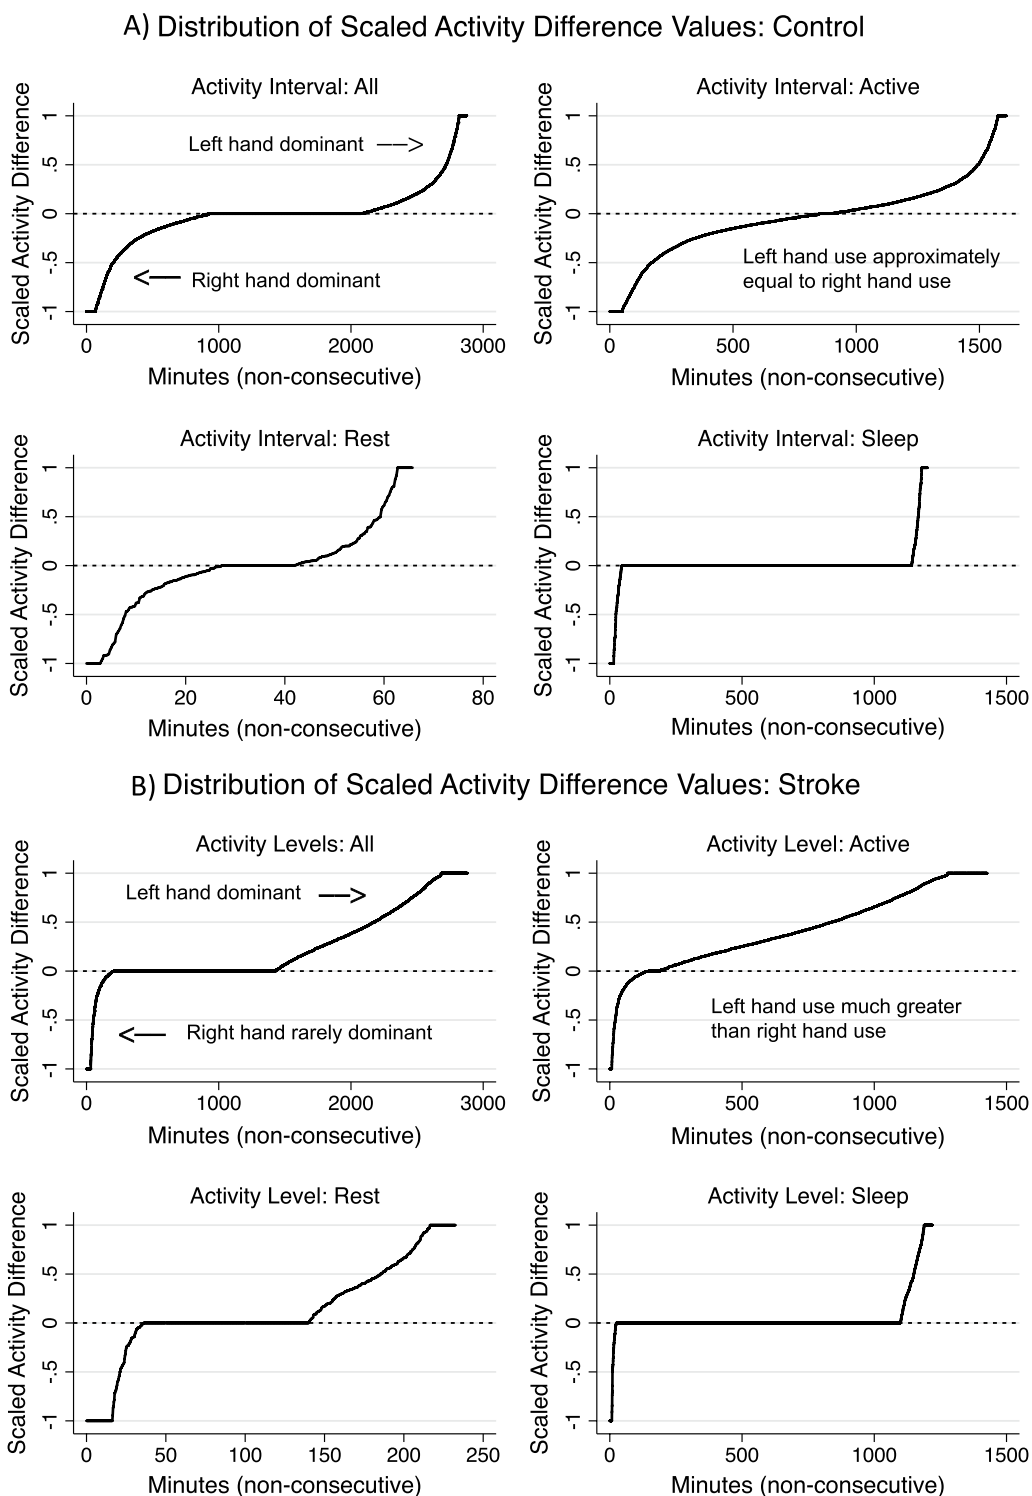 A) Distribution of Scaled Activity Difference Values: Control
Activity Interval: All
Scaled Activity Difference
1
.5
0
-.5
-1
Left hand dominant
Right hand dominant
0 1000 2000 3000
Minutes (non-consecutive)
Activity Interval: Active
Scaled Activity Difference
1
.5
0
-.5
-1
Left hand use approximately
equal to right hand use
0 500 1000 1500
Minutes (non-consecutive)
Activity Interval: Rest
Scaled Activity Difference
1
.5
0
-.5
-1
0 20 40 60 80
Minutes (non-consecutive)
Activity Interval: Sleep
Scaled Activity Difference
1
.5
0
-.5
-1
0 500 1000 1500
Minutes (non-consecutive)
B) Distribution of Scaled Activity Difference Values: Stroke
Activity Levels: All
Scaled Activity Difference
1
.5
0
-.5
-1
Left hand dominant
Right hand rarely dominant
0 1000 2000 3000
Minutes (non-consecutive)
Activity Level: Active
Scaled Activity Difference
1
.5
0
-.5
-1
Left hand use much greater
than right hand use
0 500 1000 1500
Minutes (non-consecutive)
Activity Level: Rest
Scaled Activity Difference
1
.5
0
-.5
-1
0 50 100 150 200 250
Minutes (non-consecutive)
Activity Level: Sleep
Scaled Activity Difference
1
.5
0
-.5
-1
0 500 1000 1500
Minutes (non-consecutive)